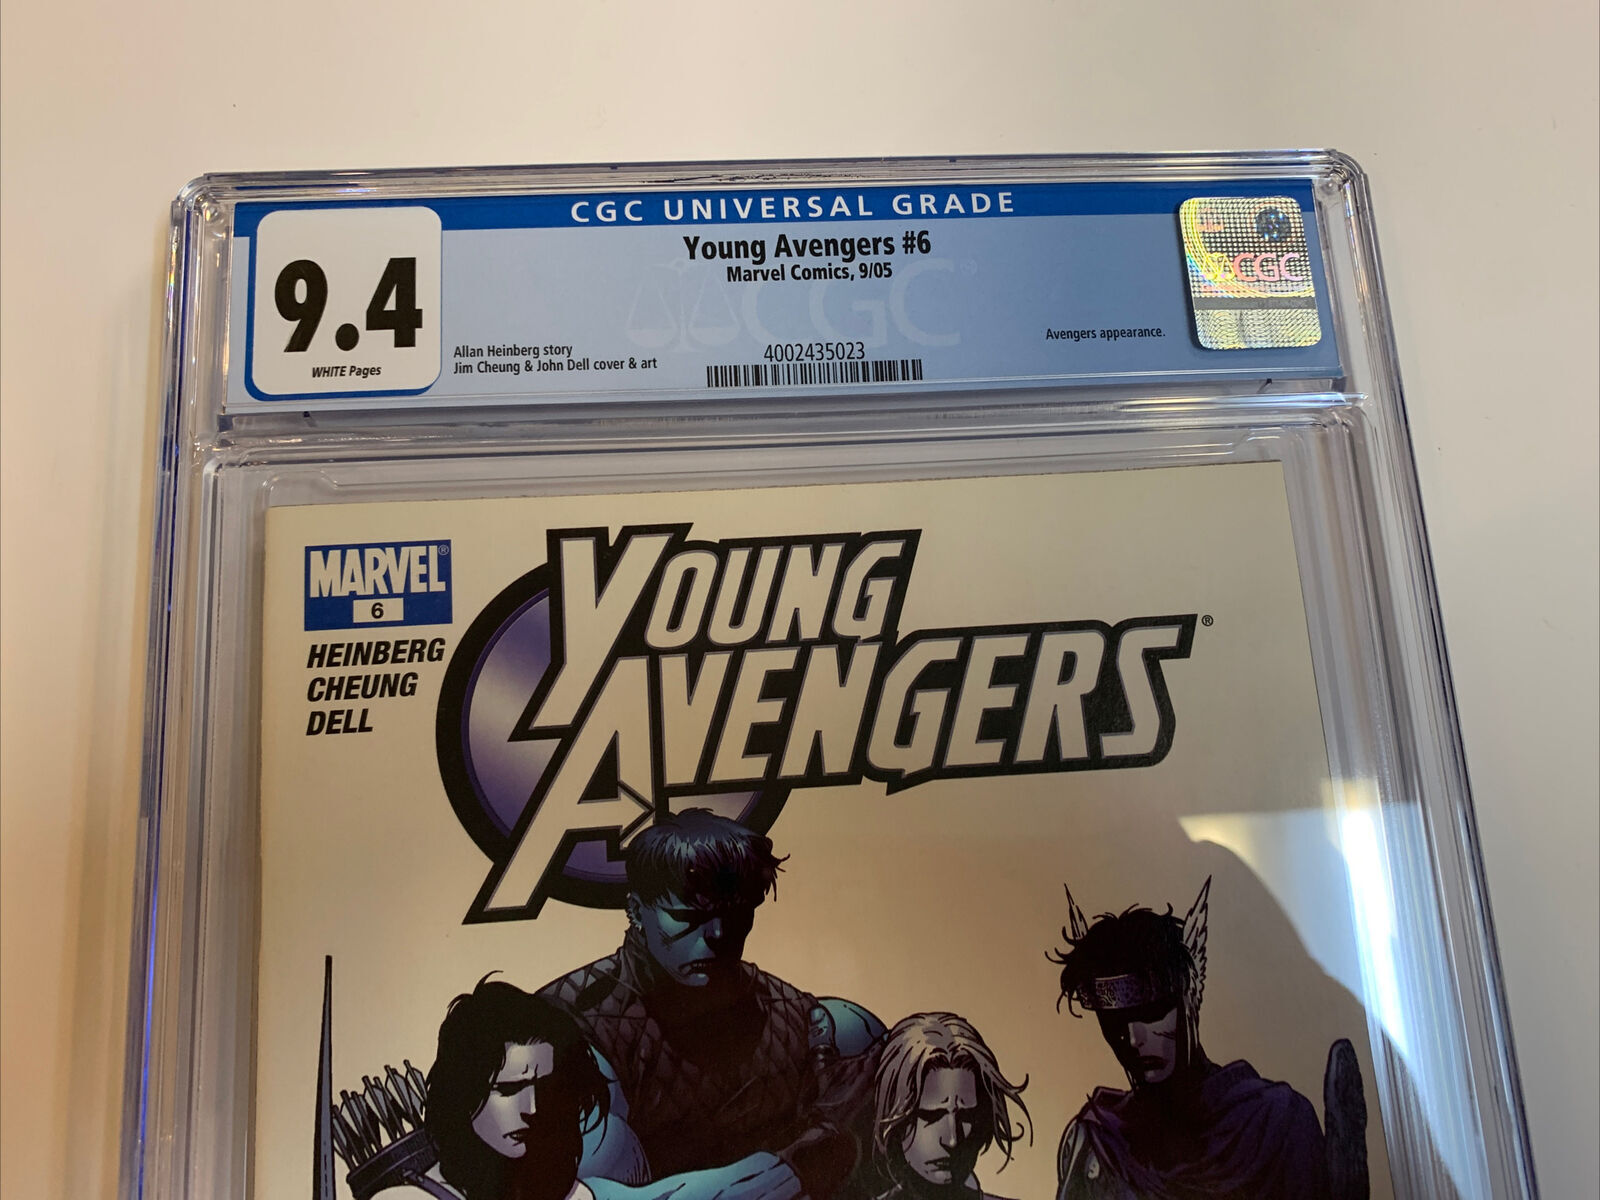 CGC UNIVERSAL GRADE
9.4
WHITE Pages
Young Avengers #6
Marvel Comics, 9/05
Allan Heinberg story
Jim Cheung & John Dell cover & art
4002435023
Avengers appearance.
CGC
CGC
MARVEL®
6
HEINBERG
CHEUNG
DELL
YOUNG
AVENGERS®